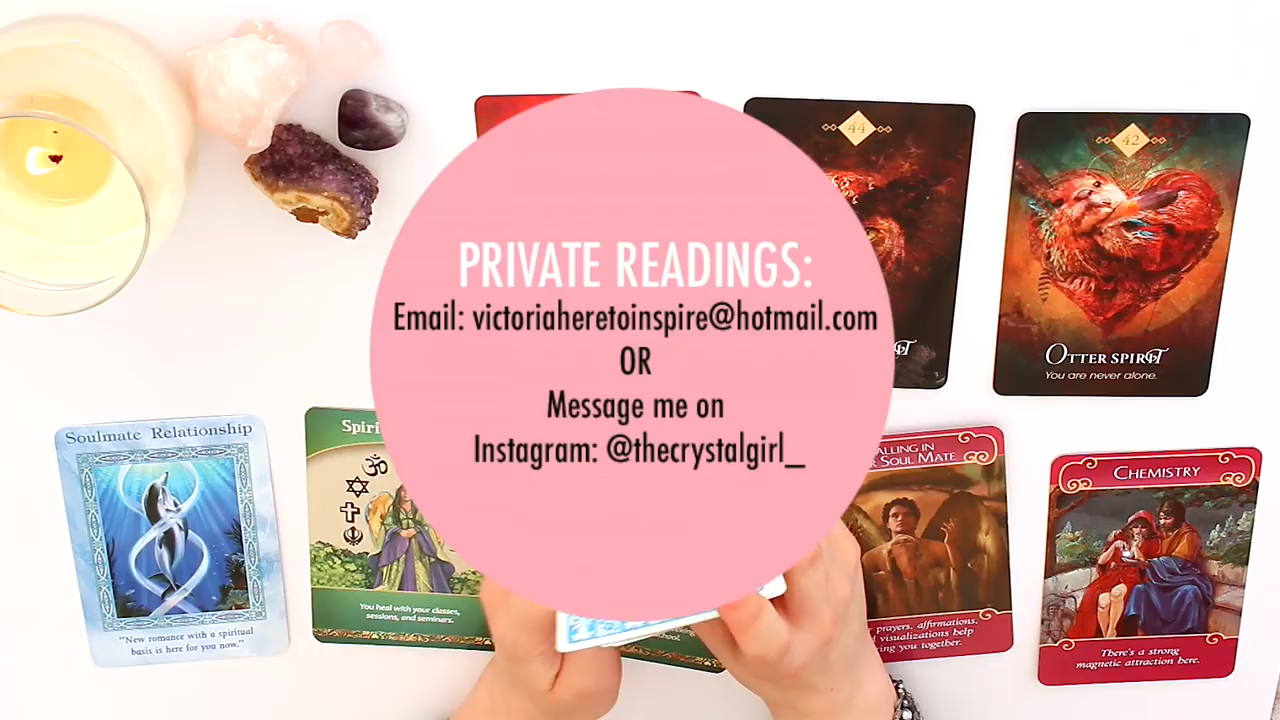 44
42
PRIVATE READINGS:
Email: victoriaheretoinspire@hotmail.com
OR
Message me on
Instagram: @thecrystalgirl_
OTTER SPIRIT
You are never alone.
Soulmate Relationship
"New romance with a spiritual
basis is here for you now."
You heal with your classes,
sessions, and seminars.
SOUL MATE
prayers, affirmations,
visualizations help
you together.
CHEMISTRY
There's a strong
magnetic attraction here.